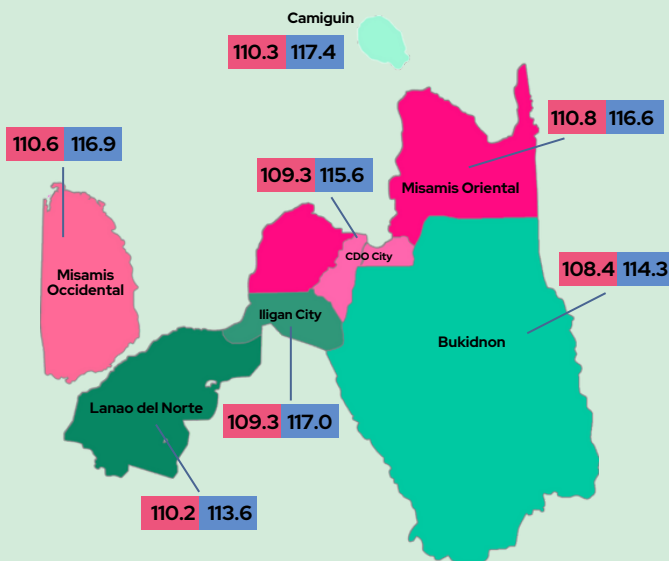 Camiguin
110.3 117.4
110.8 116.6
110.6 116.9
109.3 115.6
Misamis Oriental
CDO City
108.4 114.3
Misamis
Occidental
Iligan City
Bukidnon
Lanao del Norte
109.3 117.0
110.2 113.6